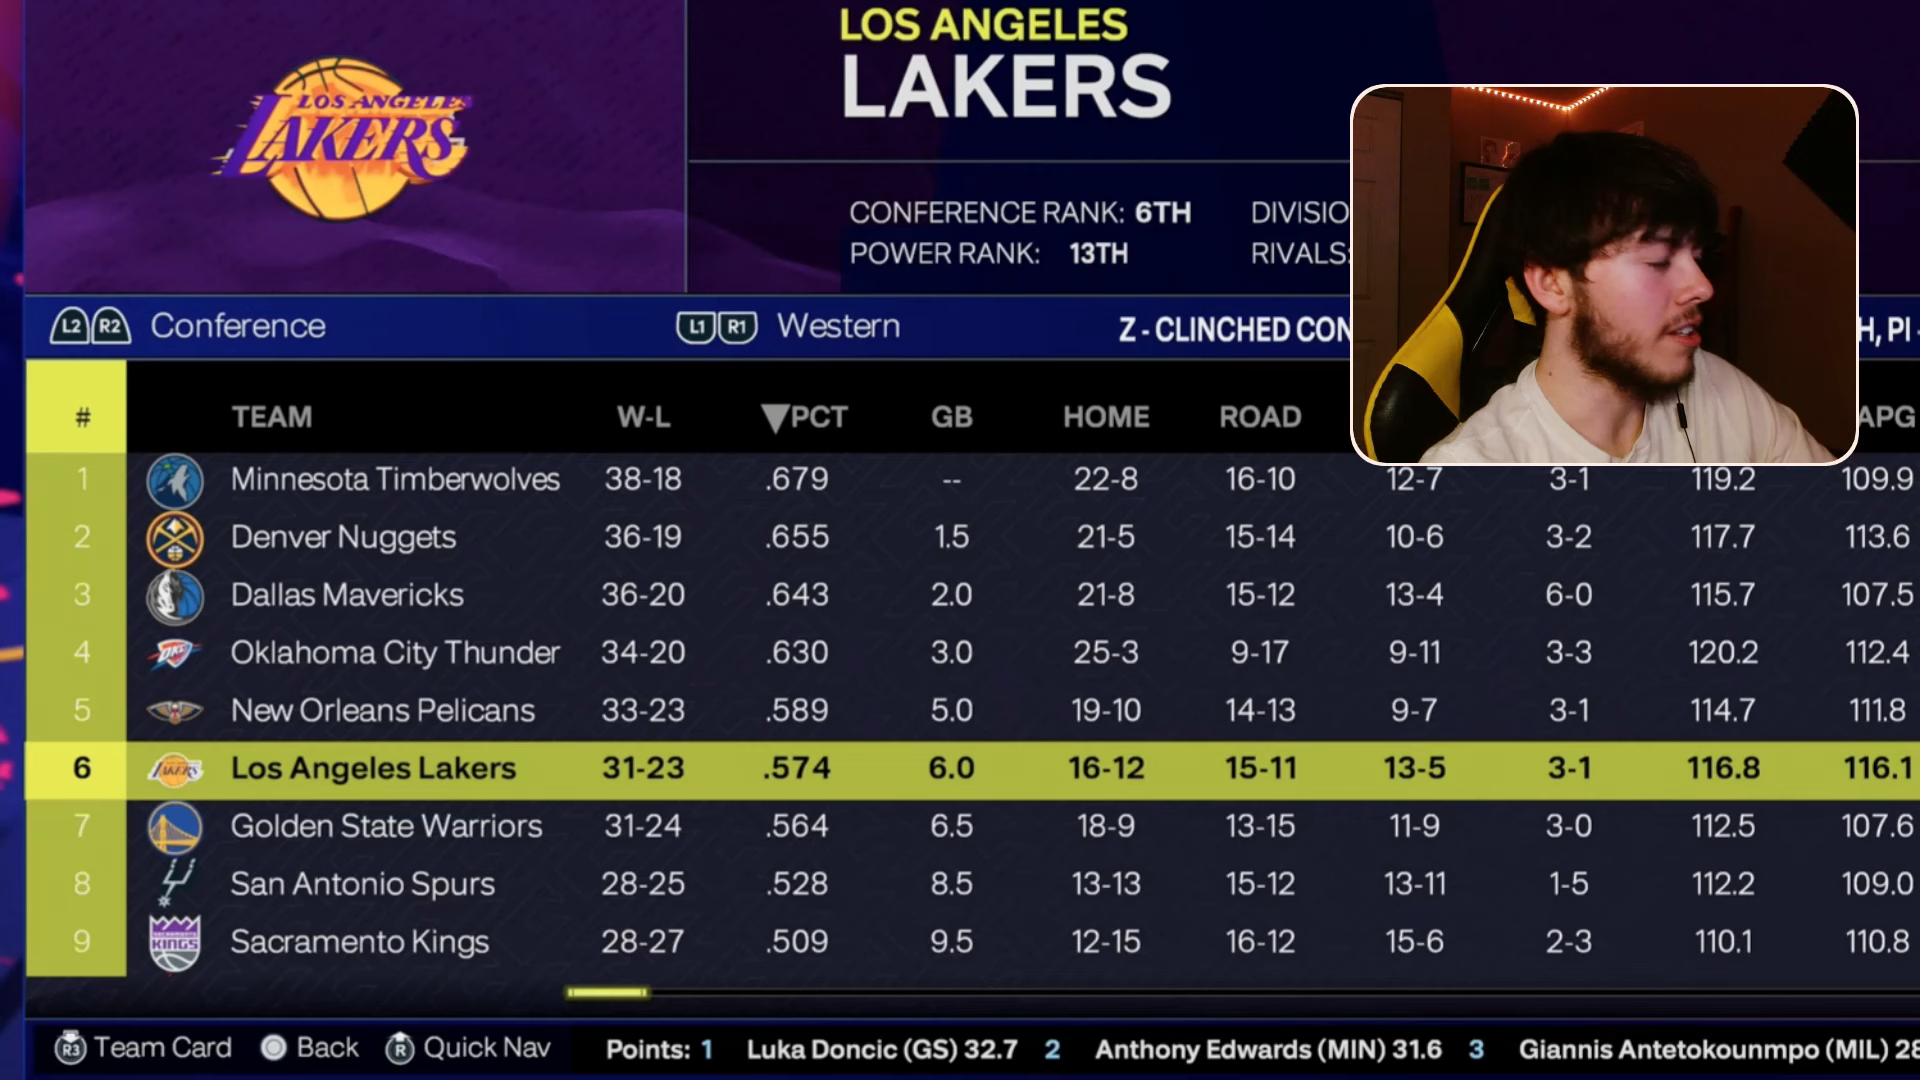 LOS ANGELES
LAKERS
LOS ANGELES
LAKERS
CONFERENCE RANK: 6TH
POWER RANK: 13TH
DIVISIO
RIVALS:
L2 R2 Conference L1 R1 Western Z - CLINCHED CON H, PI -
# TEAM W-L ▼PCT GB HOME ROAD APG
1 Minnesota Timberwolves 38-18 .679 -- 22-8 16-10 12-7 3-1 119.2 109.9
2 Denver Nuggets 36-19 .655 1.5 21-5 15-14 10-6 3-2 117.7 113.6
3 Dallas Mavericks 36-20 .643 2.0 21-8 15-12 13-4 6-0 115.7 107.5
4 OKC Oklahoma City Thunder 34-20 .630 3.0 25-3 9-17 9-11 3-3 120.2 112.4
5 New Orleans Pelicans 33-23 .589 5.0 19-10 14-13 9-7 3-1 114.7 111.8
6 LAKERS Los Angeles Lakers 31-23 .574 6.0 16-12 15-11 13-5 3-1 116.8 116.1
7 Golden State Warriors 31-24 .564 6.5 18-9 13-15 11-9 3-0 112.5 107.6
8 San Antonio Spurs 28-25 .528 8.5 13-13 15-12 13-11 1-5 112.2 109.0
9 SACRAMENTO KINGS Sacramento Kings 28-27 .509 9.5 12-15 16-12 15-6 2-3 110.1 110.8
R3 Team Card Back R Quick Nav Points: 1 Luka Doncic (GS) 32.7 2 Anthony Edwards (MIN) 31.6 3 Giannis Antetokounmpo (MIL) 28